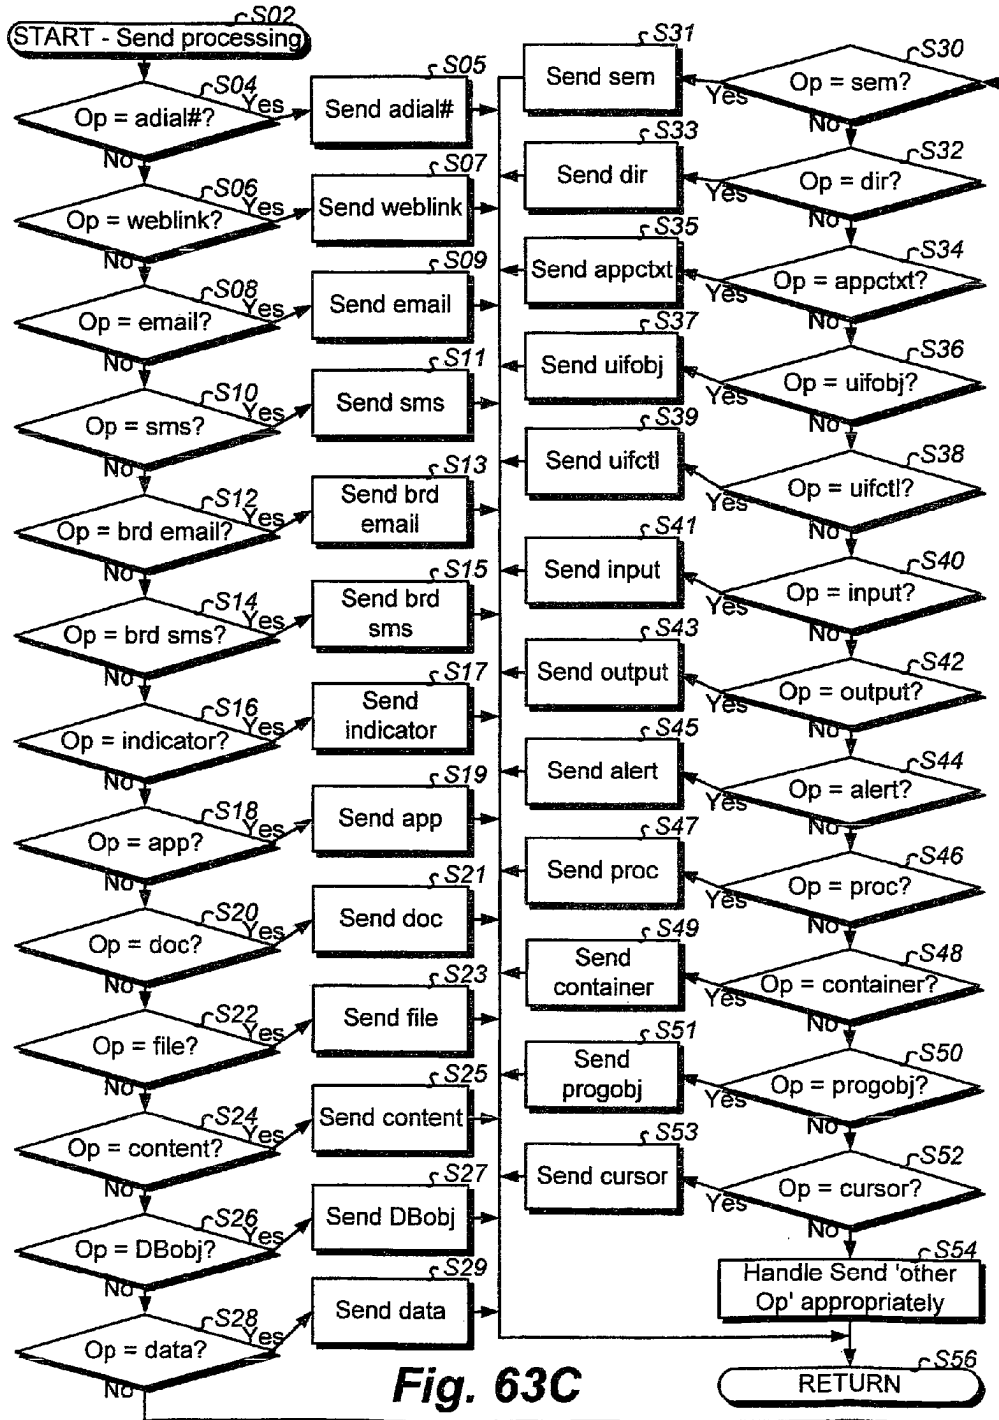 S02
START - Send processing
S04
Op = adial#?
Yes
No
S05
Send adial#
S06
Op = weblink?
Yes
No
S07
Send weblink
S08
Op = email?
Yes
No
S09
Send email
S10
Op = sms?
Yes
No
S11
Send sms
S12
Op = brd email?
Yes
No
S13
Send brd
email
S14
Op = brd sms?
Yes
No
S15
Send brd
sms
S16
Op = indicator?
Yes
No
S17
Send
indicator
S18
Op = app?
Yes
No
S19
Send app
S20
Op = doc?
Yes
No
S21
Send doc
S22
Op = file?
Yes
No
S23
Send file
S24
Op = content?
Yes
No
S25
Send content
S26
Op = DBobj?
Yes
No
S27
Send DBobj
S28
Op = data?
Yes
No
S29
Send data
S30
Op = sem?
Yes
No
S31
Send sem
S32
Op = dir?
Yes
No
S33
Send dir
S34
Op = appctxt?
Yes
No
S35
Send appctxt
S36
Op = uifobj?
Yes
No
S37
Send uifobj
S38
Op = uifctl?
Yes
No
S39
Send uifctl
S40
Op = input?
Yes
No
S41
Send input
S42
Op = output?
Yes
No
S43
Send output
S44
Op = alert?
Yes
No
S45
Send alert
S46
Op = proc?
Yes
No
S47
Send proc
S48
Op = container?
Yes
No
S49
Send
container
S50
Op = progobj?
Yes
No
S51
Send
progobj
S52
Op = cursor?
Yes
No
S53
Send cursor
S54
Handle Send 'other
Op' appropriately
S56
RETURN
Fig. 63C